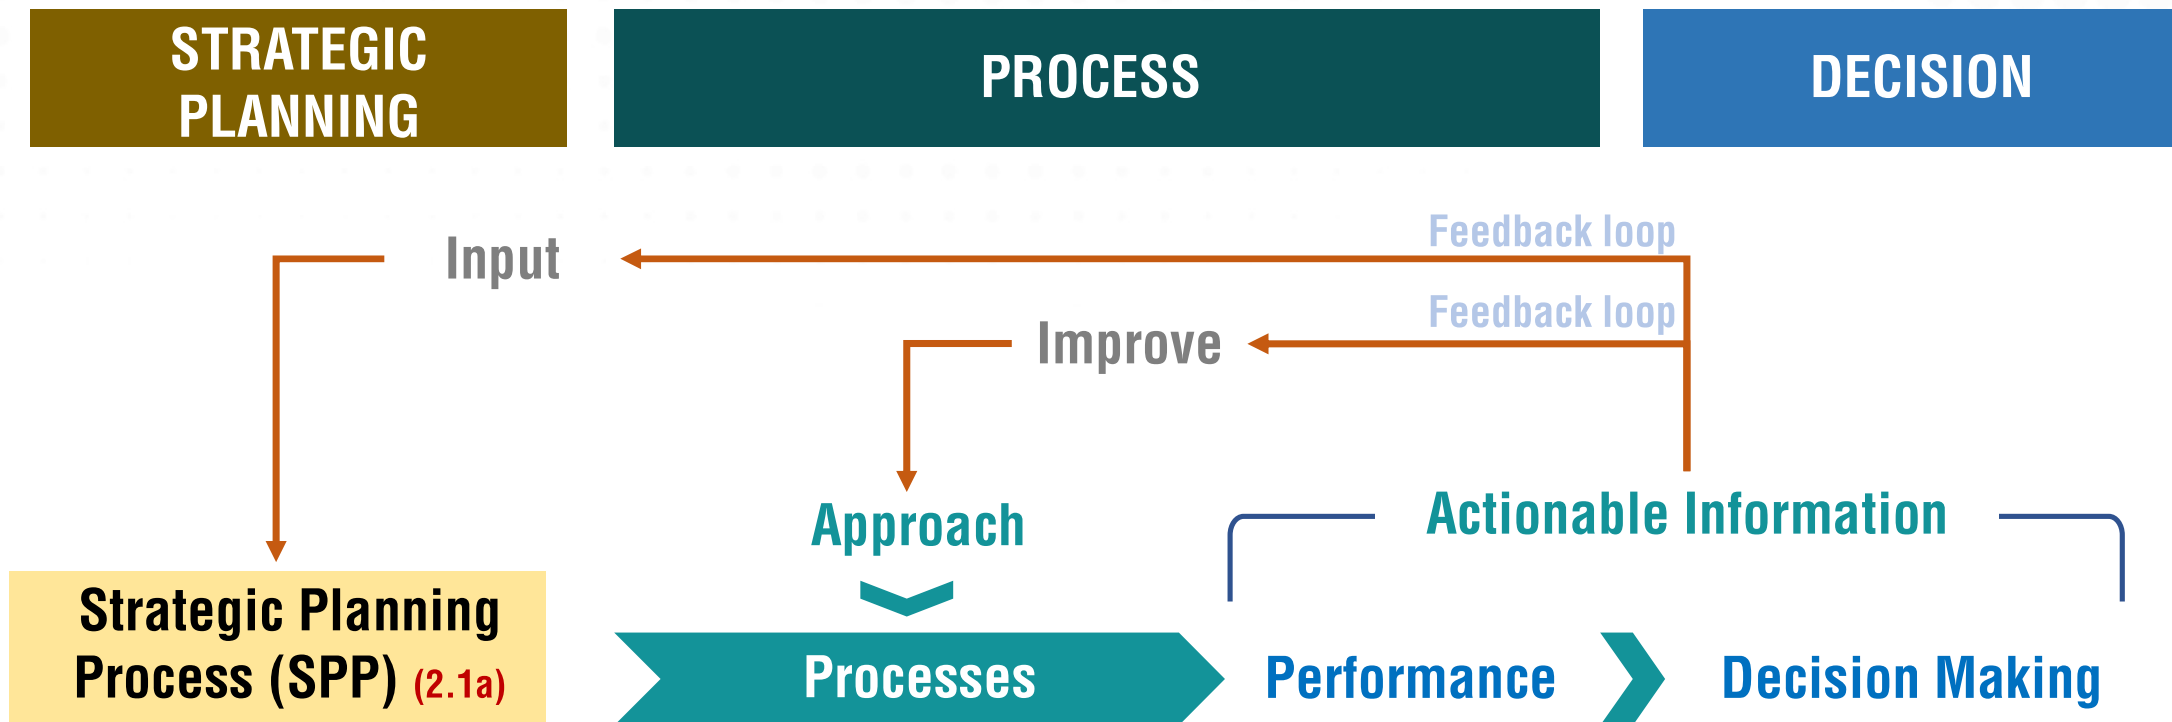 STRATEGIC
PLANNING
PROCESS
DECISION
Feedback loop
Input
Feedback loop
Improve
Approach
Actionable Information
Strategic Planning
Process (SPP) (2.1a)
Processes
Performance
Decision Making